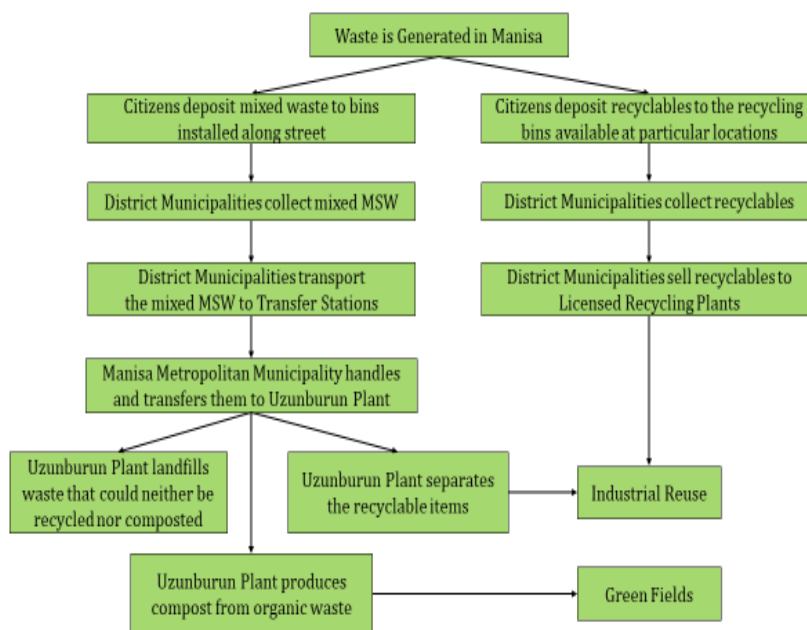 Waste is Generated in Manisa
Citizens deposit mixed waste to bins
installed along street
Citizens deposit recyclables to the recycling
bins available at particular locations
District Municipalities collect mixed MSW
District Municipalities collect recyclables
District Municipalities transport
the mixed MSW to Transfer Stations
District Municipalities sell recyclables to
Licensed Recycling Plants
Manisa Metropolitan Municipality handles
and transfers them to Uzunburun Plant
Uzunburun Plant landfills
waste that could neither be
recycled nor composted
Uzunburun Plant separates
the recyclable items
Industrial Reuse
Uzunburun Plant produces
compost from organic waste
Green Fields